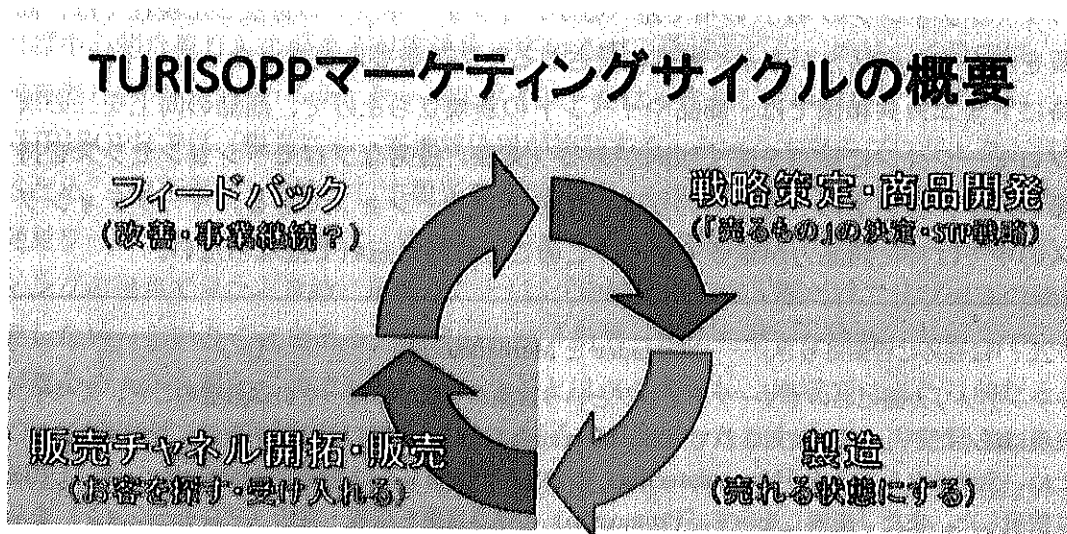 TURISOPPマーケティングサイクルの概要
フィードバック
(改善・事業継続？)
戦略策定・商品開発
(「売るもの」の決定・STP戦略)
販売チャネル開拓・販売
(お客を探す・受け入れる)
製造
(売れる状態にする)